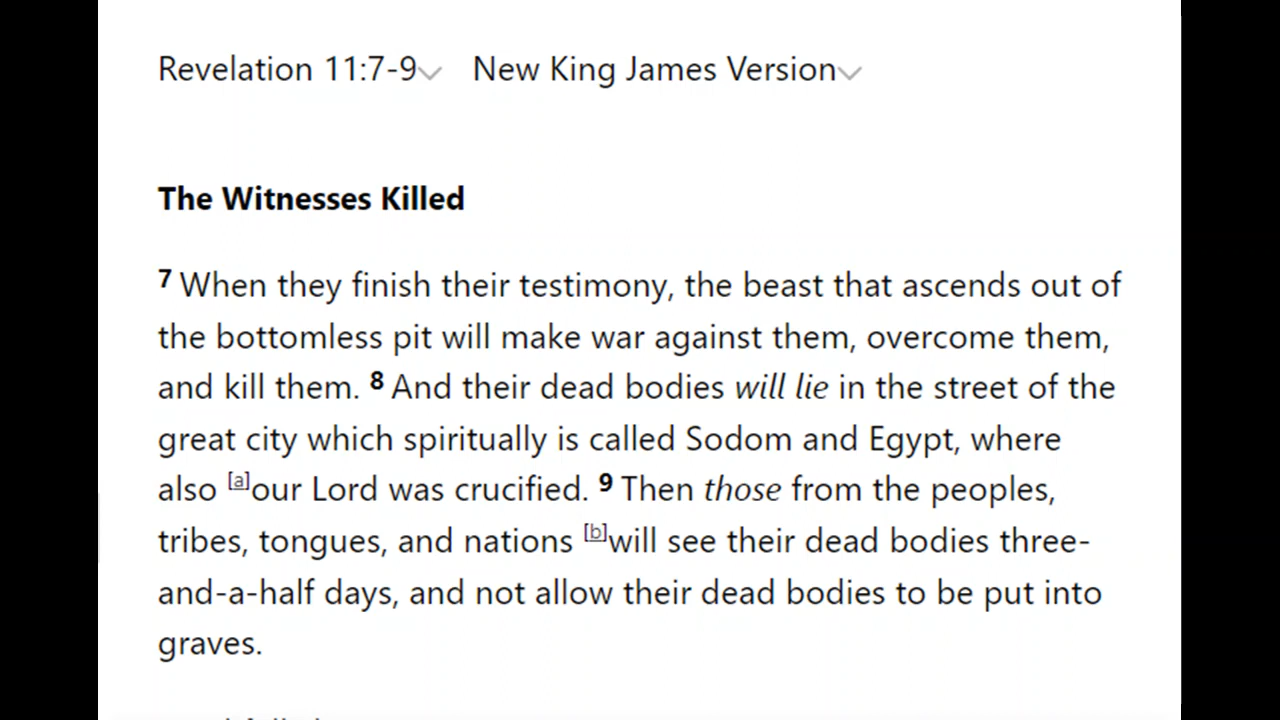 Revelation 11:7-9 New King James Version
The Witnesses Killed
7 When they finish their testimony, the beast that ascends out of
the bottomless pit will make war against them, overcome them,
and kill them. 8 And their dead bodies will lie in the street of the
great city which spiritually is called Sodom and Egypt, where
also [a]our Lord was crucified. 9 Then those from the peoples,
tribes, tongues, and nations [b]will see their dead bodies three-
and-a-half days, and not allow their dead bodies to be put into
graves.